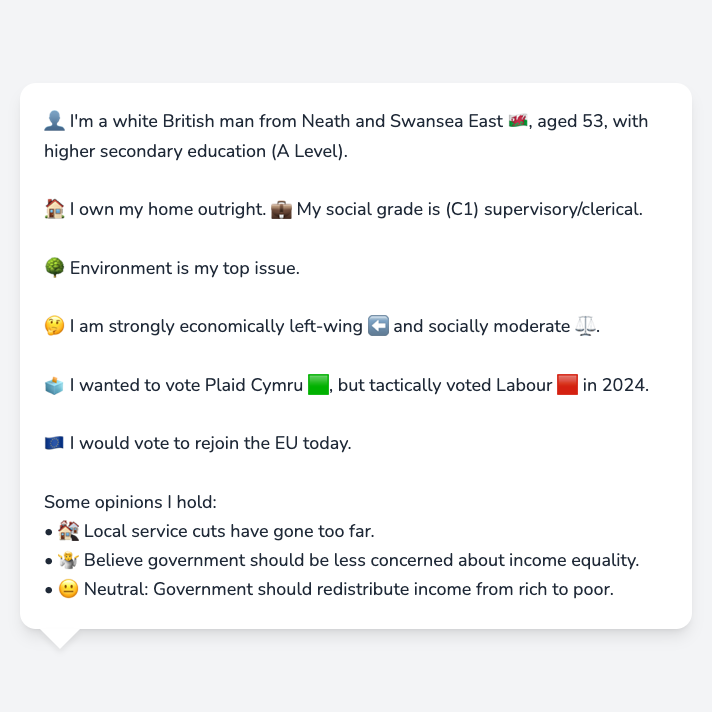 👤 I'm a white British man from Neath and Swansea East 🏴󠁧󠁢󠁷󠁬󠁳󠁿, aged 53, with
higher secondary education (A Level).
🏠 I own my home outright. 💼 My social grade is (C1) supervisory/clerical.
🌳 Environment is my top issue.
🤔 I am strongly economically left-wing ⬅️ and socially moderate ⚖️.
🗳️ I wanted to vote Plaid Cymru 🟩, but tactically voted Labour 🟥 in 2024.
🇪🇺 I would vote to rejoin the EU today.
Some opinions I hold:
• 🏚️ Local service cuts have gone too far.
• 🤷 Believe government should be less concerned about income equality.
• 😐 Neutral: Government should redistribute income from rich to poor.